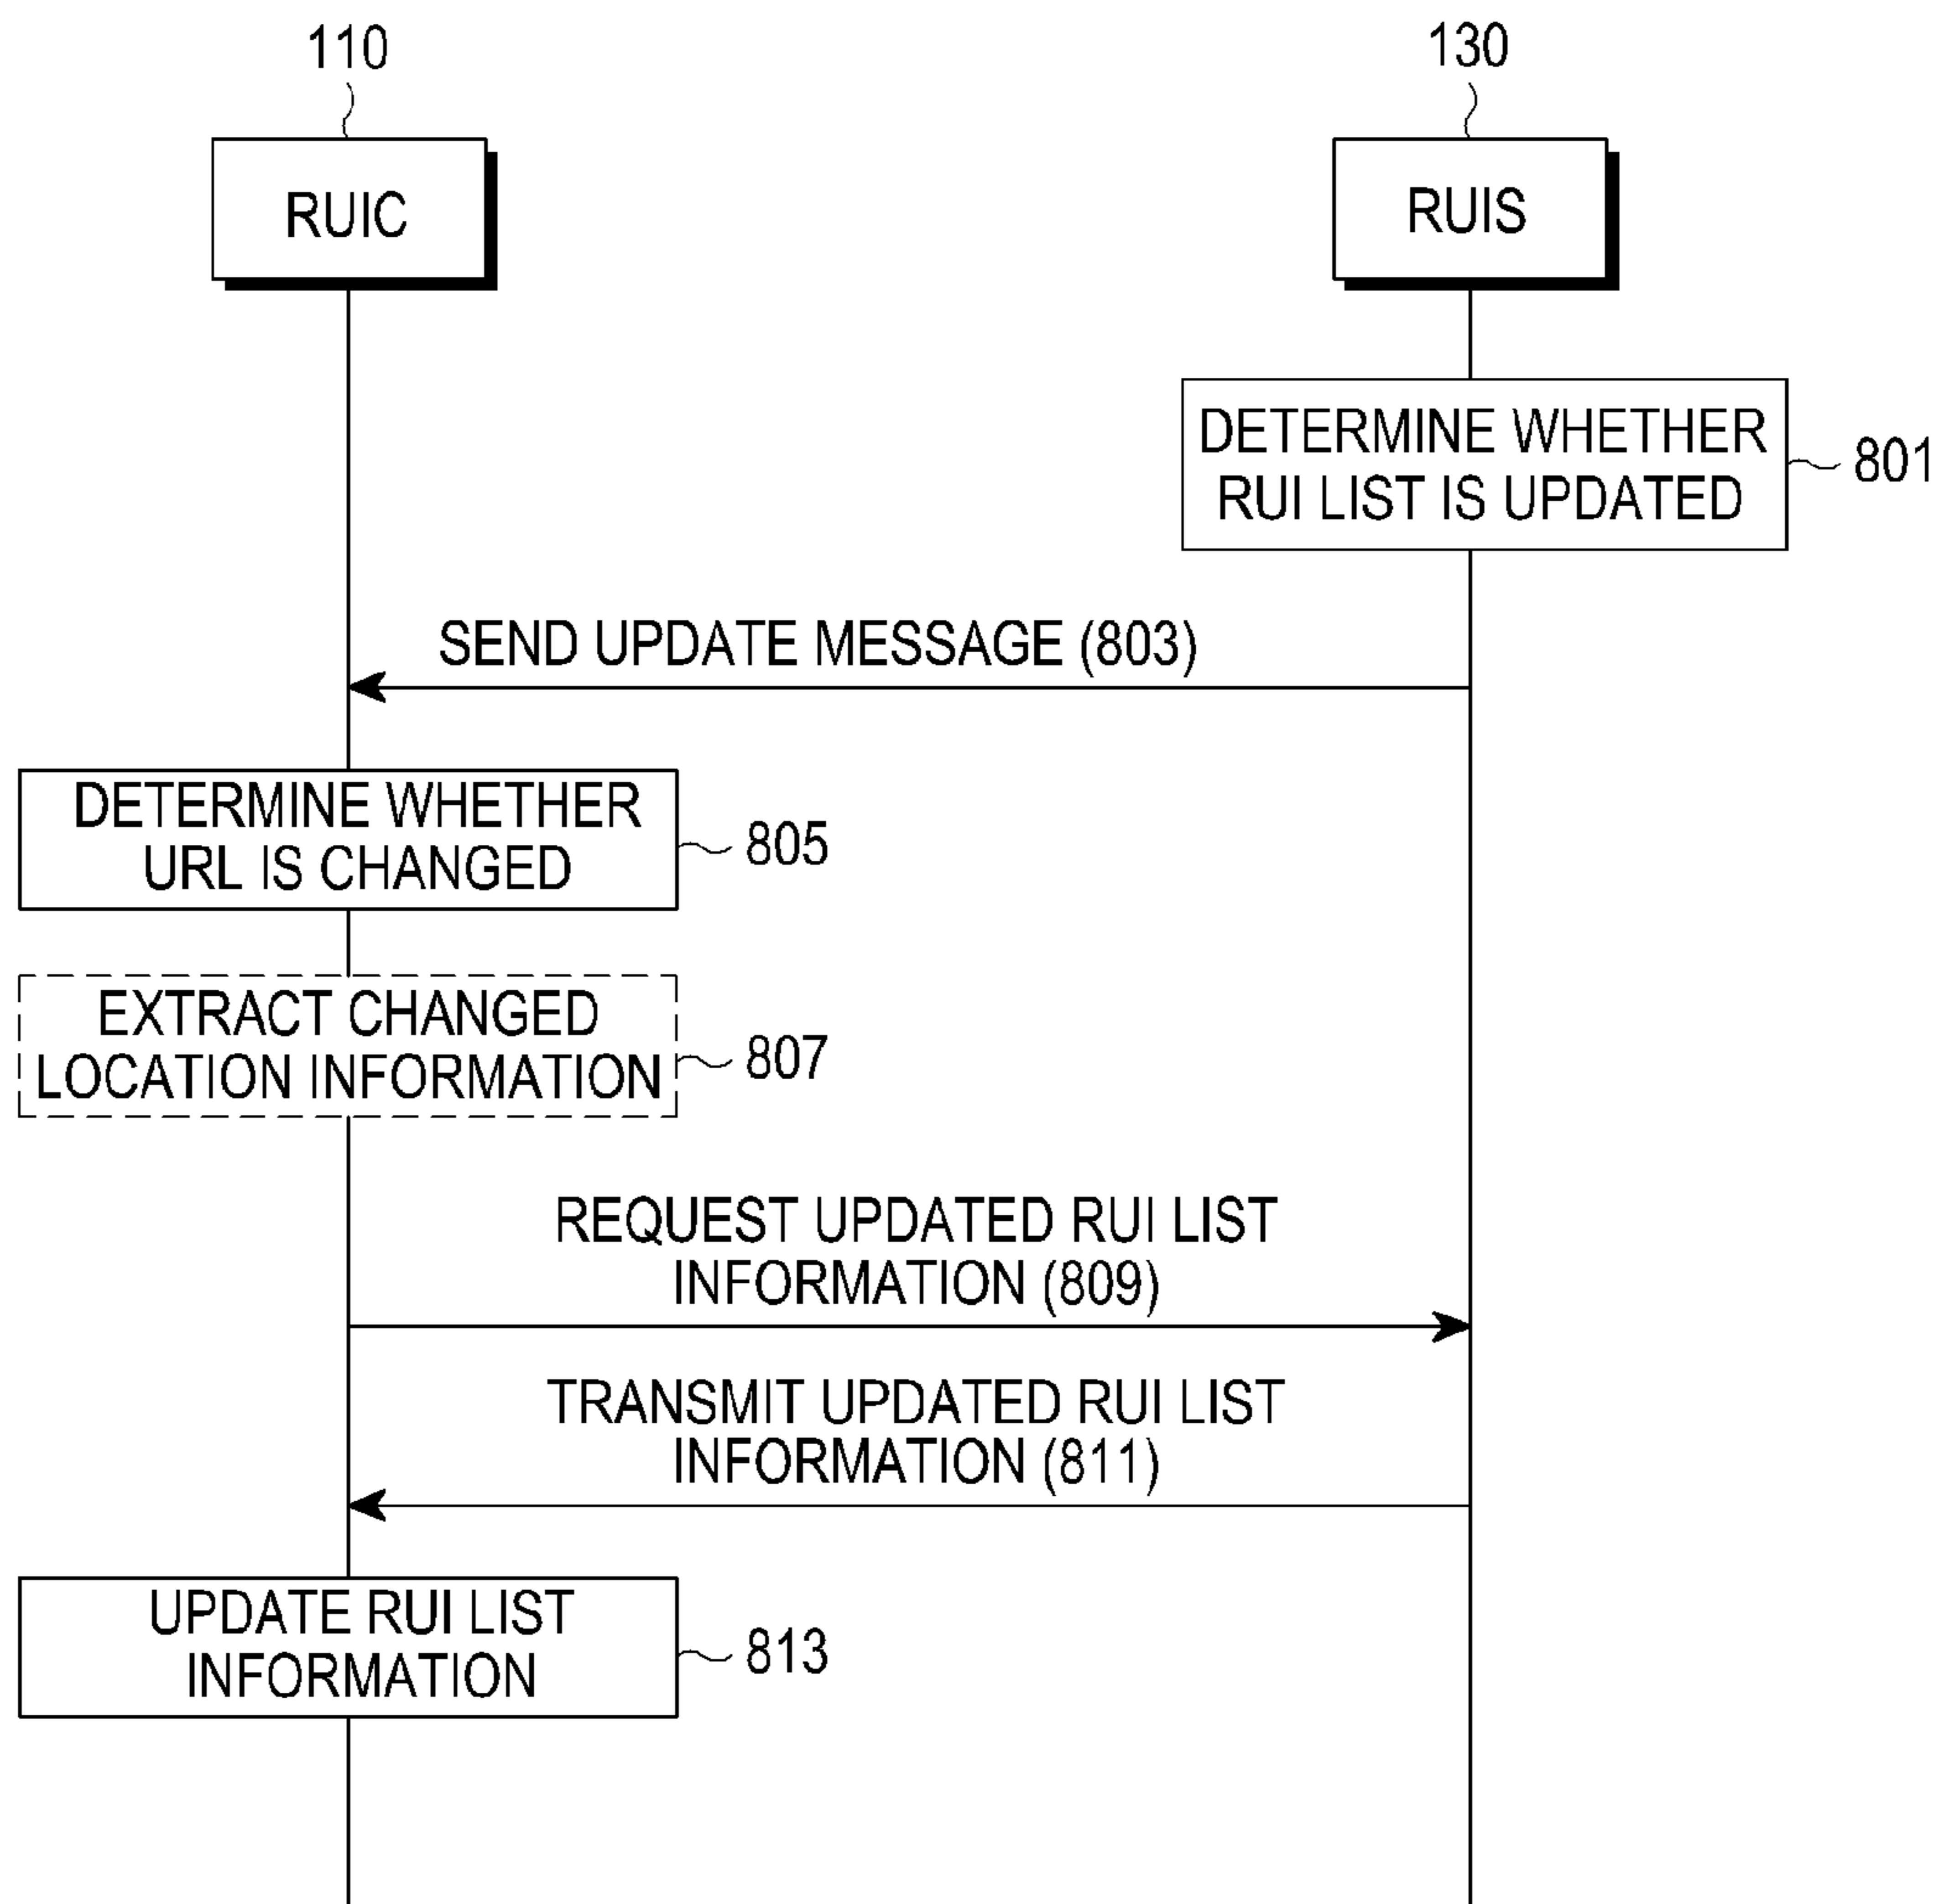 110
130
RUIC
RUIS
DETERMINE WHETHER
RUI LIST IS UPDATED
801
SEND UPDATE MESSAGE (803)
DETERMINE WHETHER
URL IS CHANGED
805
EXTRACT CHANGED
LOCATION INFORMATION
807
REQUEST UPDATED RUI LIST
INFORMATION (809)
TRANSMIT UPDATED RUI LIST
INFORMATION (811)
UPDATE RUI LIST
INFORMATION
813